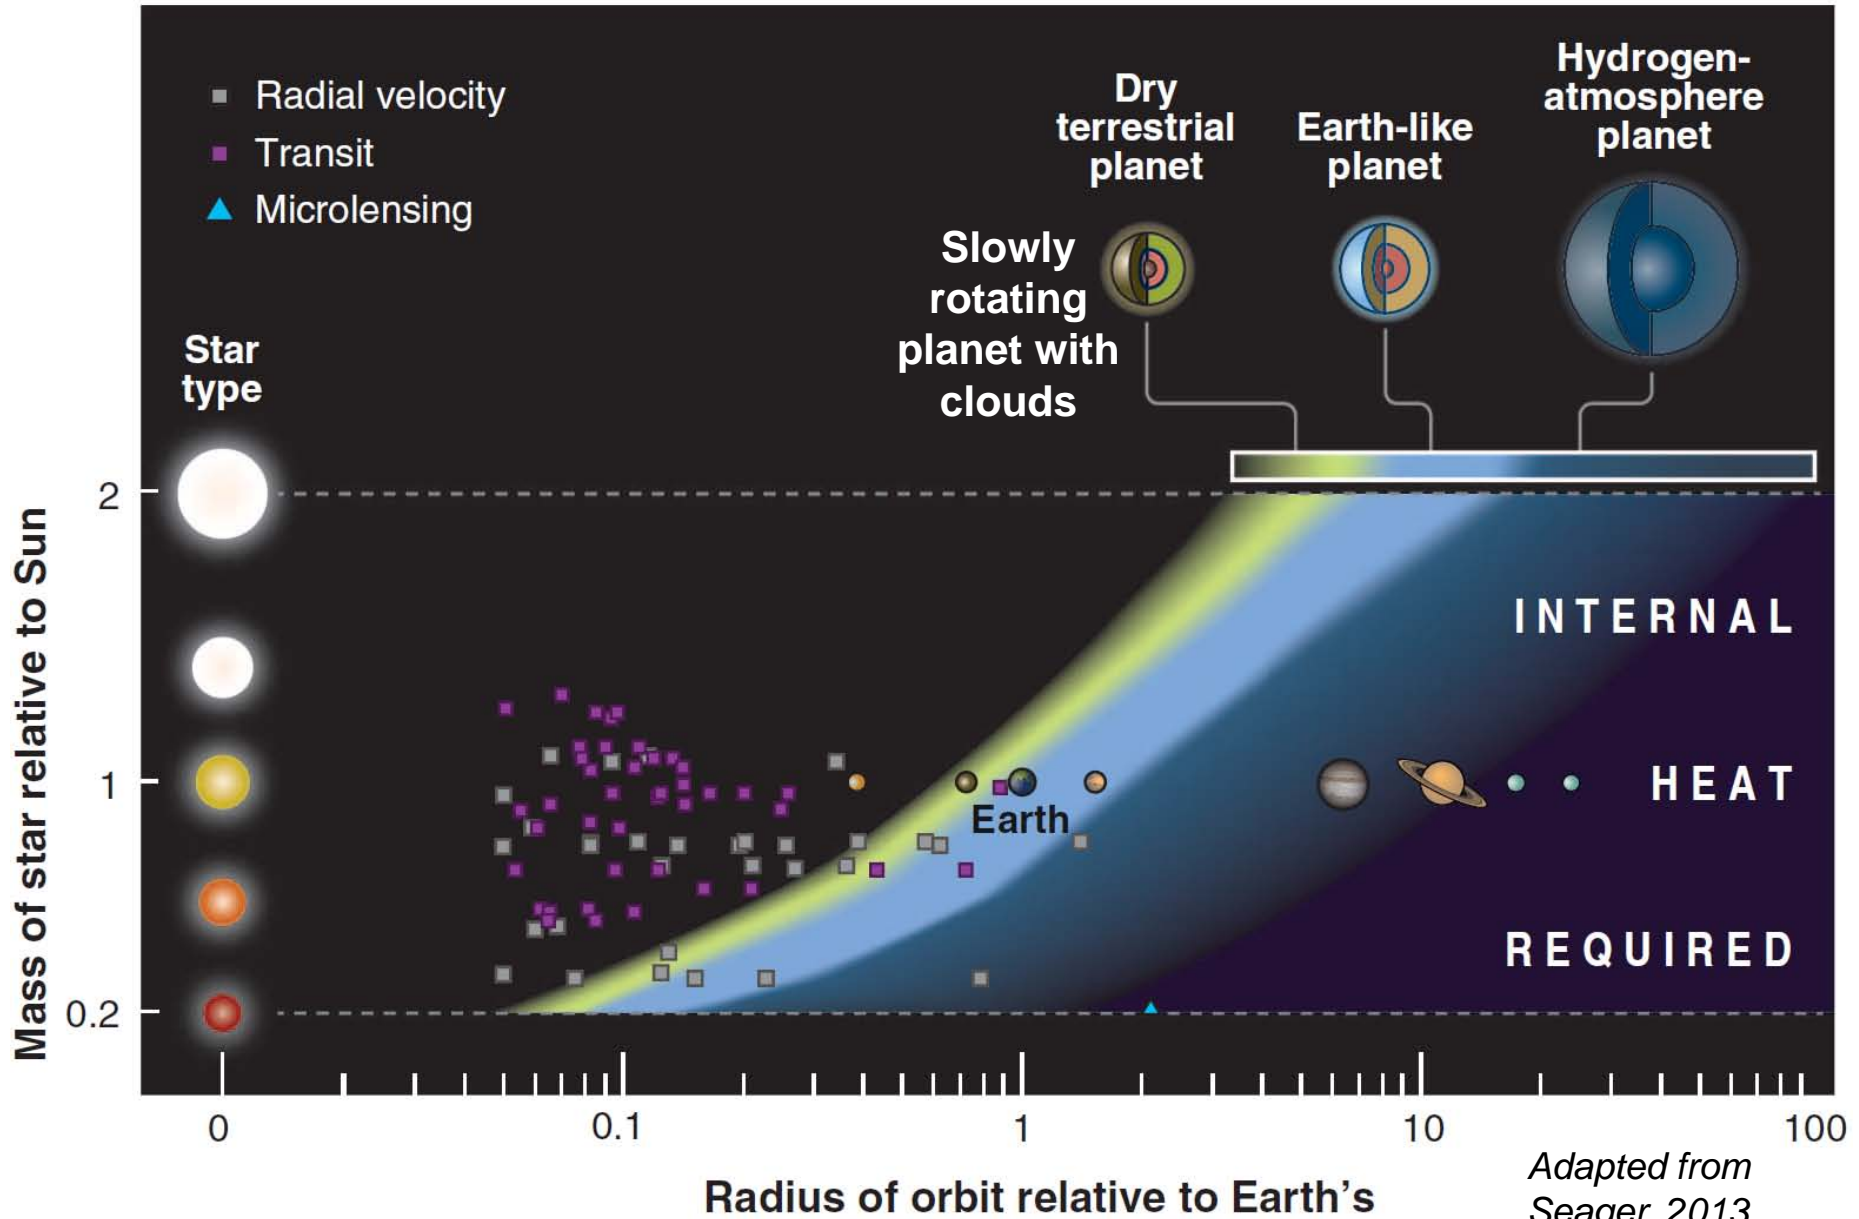 Radial velocity
Transit
Microlensing
Dry
terrestrial
planet
Earth-like
planet
Hydrogen-
atmosphere
planet
Slowly
rotating
planet with
clouds
Star
type
Mass of star relative to Sun
2
1
0.2
INTERNAL
HEAT
REQUIRED
Earth
0
0.1
1
10
100
Radius of orbit relative to Earth’s
Adapted from
Seager, 2013